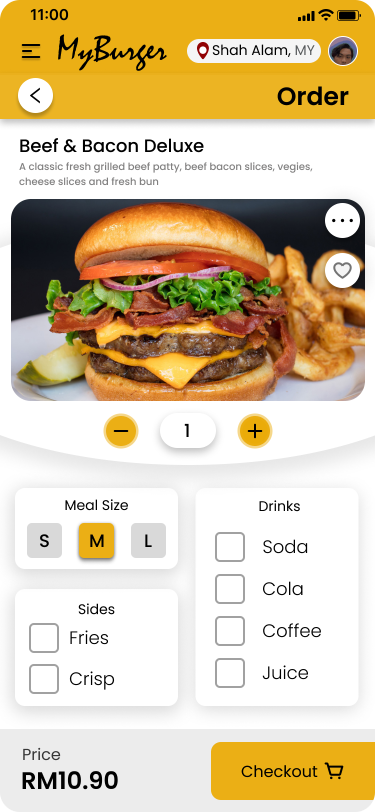 11:00
MyBurger
Shah Alam, MY
Order
Beef & Bacon Deluxe
A classic fresh grilled beef patty, beef bacon slices, vegies,
cheese slices and fresh bun
1
Meal Size
S M L
Sides
Fries
Crisp
Drinks
Soda
Cola
Coffee
Juice
Price
RM10.90
Checkout